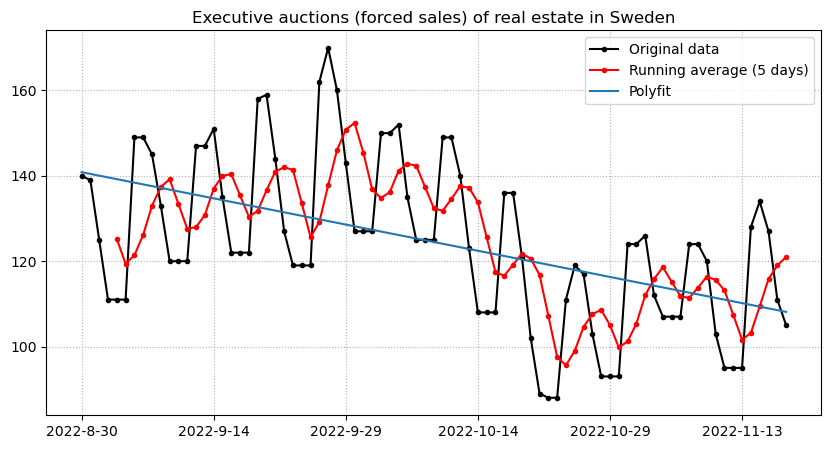 Executive auctions (forced sales) of real estate in Sweden
Original data
Running average (5 days)
Polyfit
160
140
120
100
2022-8-30
2022-9-14
2022-9-29
2022-10-14
2022-10-29
2022-11-13